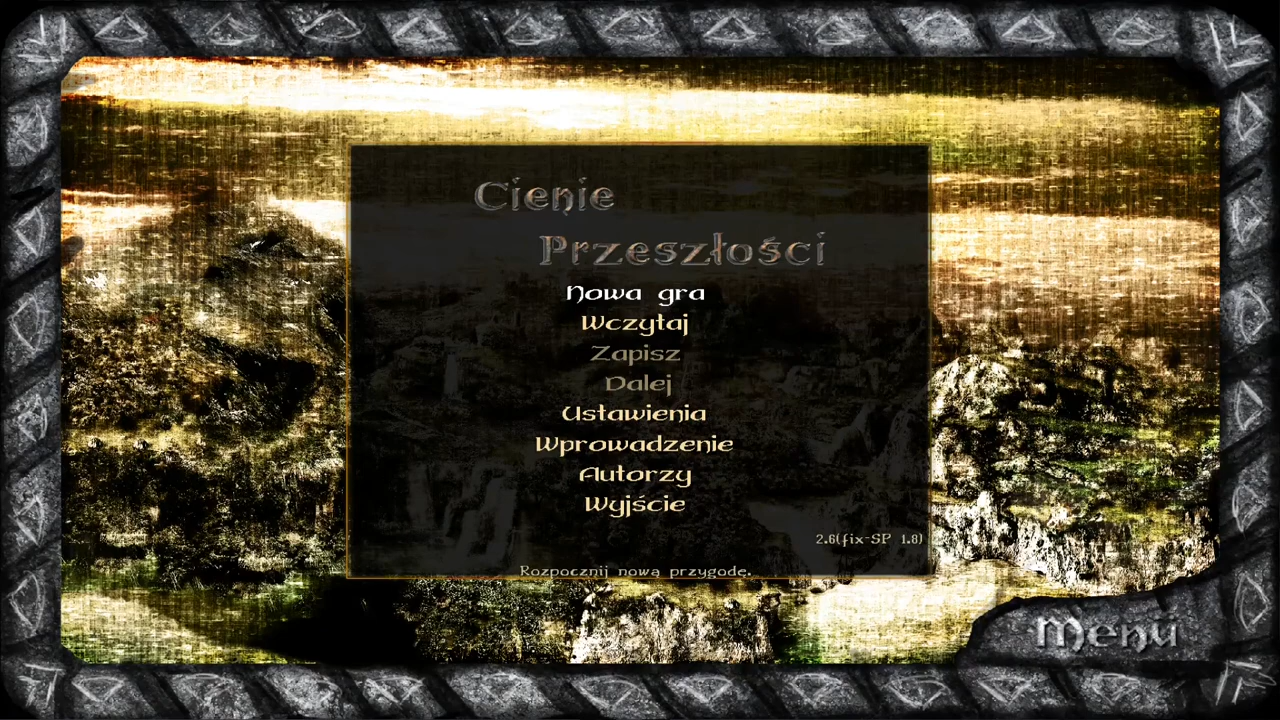 Cienie
Przeszłości
Nowa gra
Wczytaj
Zapisz
Dalej
Ustawienia
Wprowadzenie
Autorzy
Wyjście
2.6(fix-SP 1.8)
Rozpocznij nową przygodę.
Menü